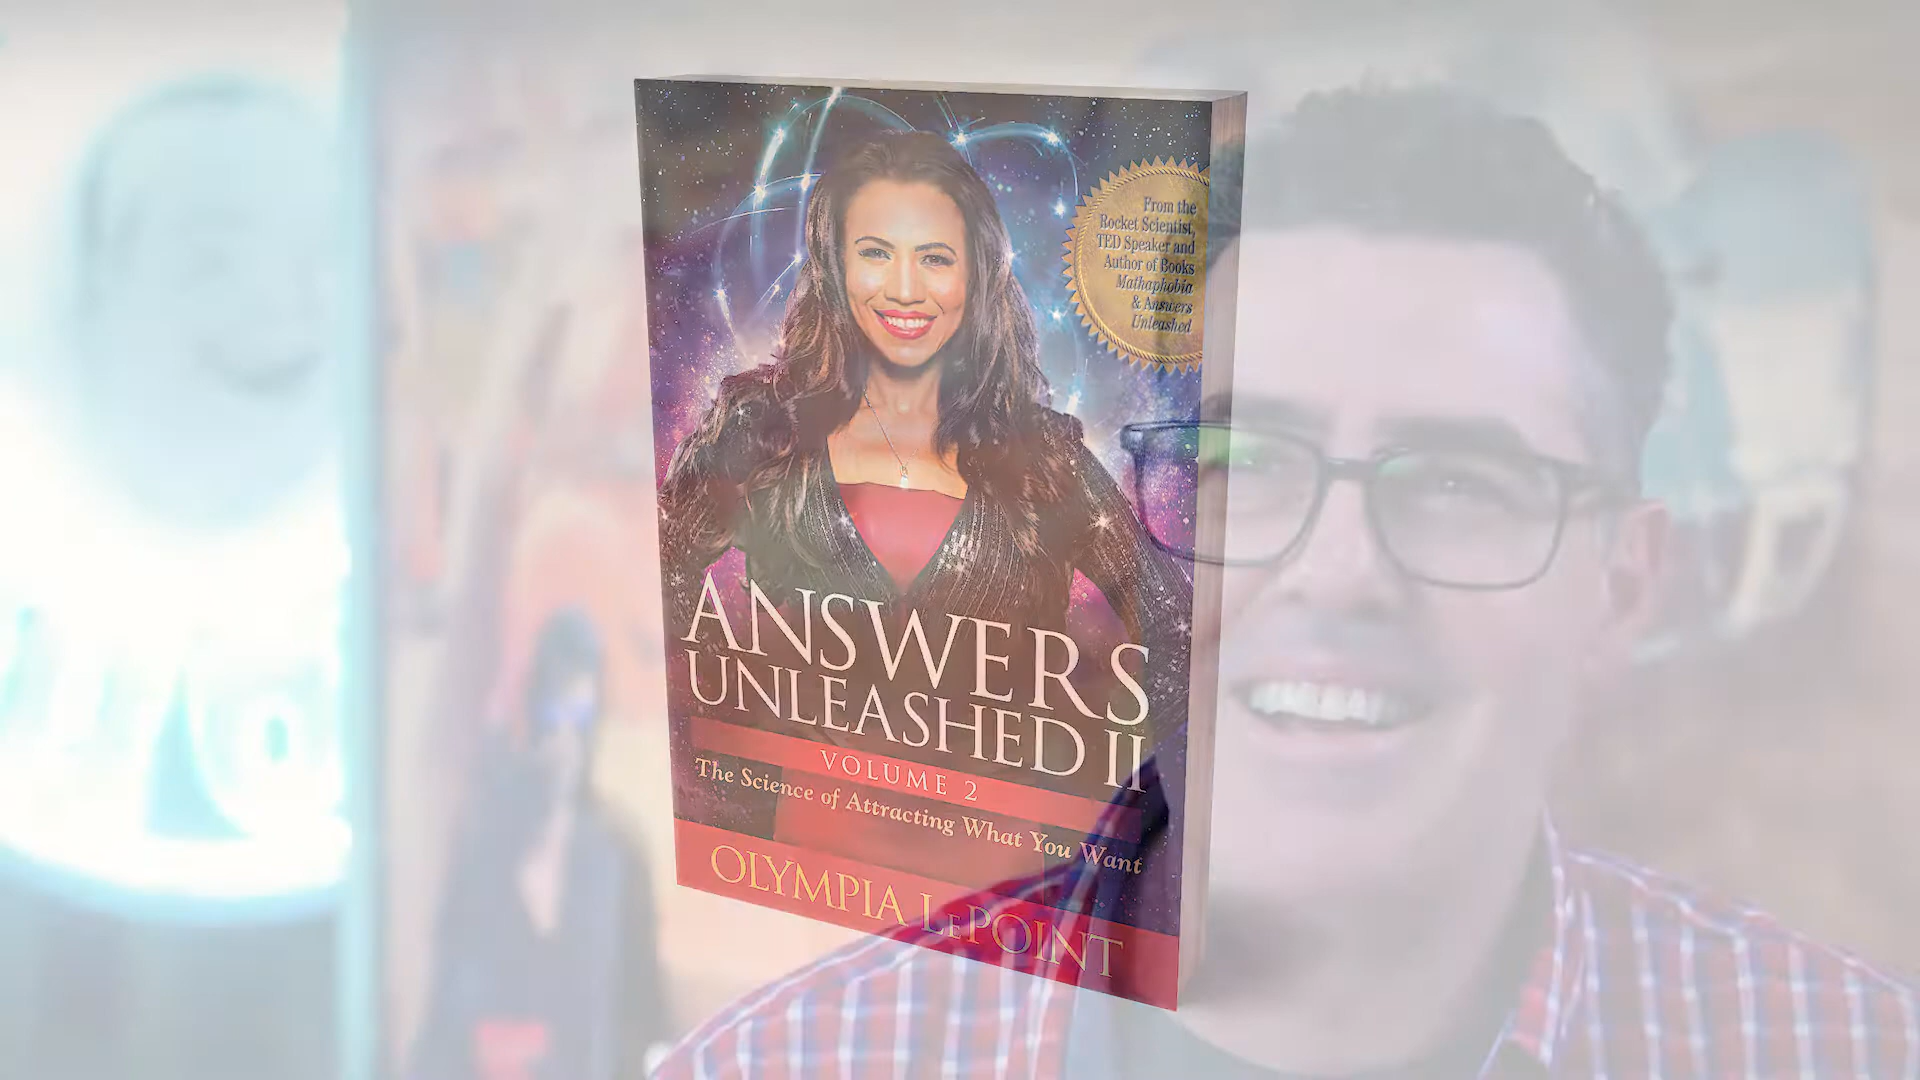 From the
Rocket Scientist,
TED Speaker and
Author of Books
Mathaphobia
& Answers
Unleashed
ANSWERS
UNLEASHED II
VOLUME 2
The Science of Attracting What You Want
OLYMPIA LEPOINT